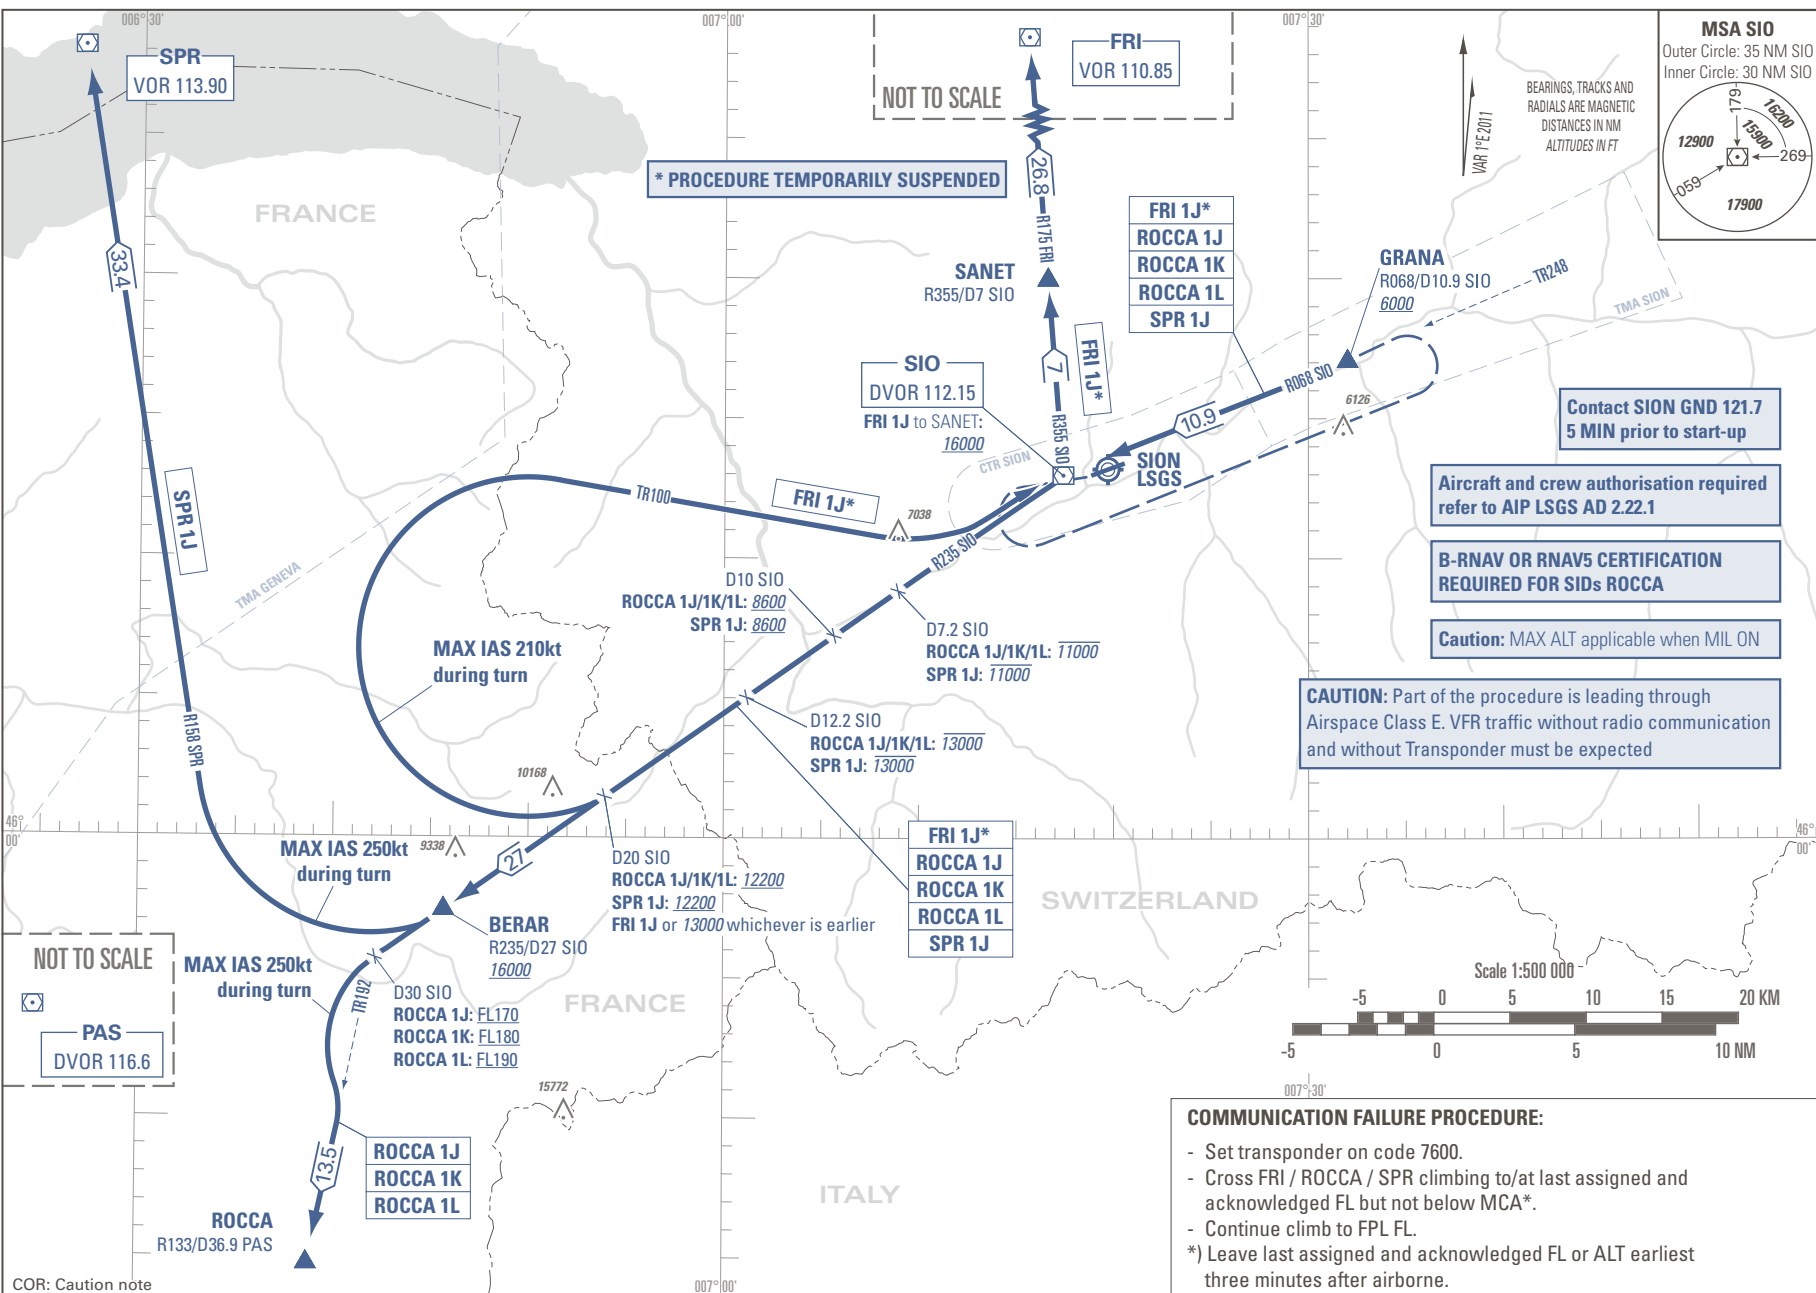 006°30'
007°00'
007°30'
SPR
VOR 113.90
FRI
VOR 110.85
NOT TO SCALE
MSA SIO
Outer Circle: 35 NM SIO
Inner Circle: 30 NM SIO
179
16200
15900
12900
269
059
17900
VAR 1°E 2011
BEARINGS, TRACKS AND
RADIALS ARE MAGNETIC
DISTANCES IN NM
ALTITUDES IN FT
* PROCEDURE TEMPORARILY SUSPENDED
FRANCE
26.8
R175 FRI
FRI 1J*
ROCCA 1J
ROCCA 1K
ROCCA 1L
SPR 1J
33.4
SANET
R355/D7 SIO
GRANA
R068/D10.9 SIO
6000
TR248
TMA SION
SIO
DVOR 112.15
FRI 1J to SANET:
16000
7
FRI 1J*
R355 SIO
R068 SIO
10.9
6126
CTR SION
SION
LSGS
Contact SION GND 121.7
5 MIN prior to start-up
Aircraft and crew authorisation required
refer to AIP LSGS AD 2.22.1
B-RNAV OR RNAV5 CERTIFICATION
REQUIRED FOR SIDs ROCCA
Caution: MAX ALT applicable when MIL ON
CAUTION: Part of the procedure is leading through
Airspace Class E. VFR traffic without radio communication
and without Transponder must be expected
SPR 1J
TR100
FRI 1J*
7038
R235 SIO
TMA GENEVA
D10 SIO
ROCCA 1J/1K/1L: 8600
SPR 1J: 8600
D7.2 SIO
ROCCA 1J/1K/1L: 11000
SPR 1J: 11000
MAX IAS 210kt
during turn
R158 SPR
D12.2 SIO
ROCCA 1J/1K/1L: 13000
SPR 1J: 13000
10168
46°
00'
46°
00'
9338
MAX IAS 250kt
during turn
27
D20 SIO
ROCCA 1J/1K/1L: 12200
SPR 1J: 12200
FRI 1J or 13000 whichever is earlier
FRI 1J*
ROCCA 1J
ROCCA 1K
ROCCA 1L
SPR 1J
SWITZERLAND
BERAR
R235/D27 SIO
16000
NOT TO SCALE
PAS
DVOR 116.6
MAX IAS 250kt
during turn
TR192
D30 SIO
ROCCA 1J: FL170
ROCCA 1K: FL180
ROCCA 1L: FL190
FRANCE
15772
Scale 1:500 000
-5 0 5 10 15 20 KM
-5 0 5 10 NM
007°30'
ROCCA 1J
ROCCA 1K
ROCCA 1L
13.5
ITALY
ROCCA
R133/D36.9 PAS
COR: Caution note
007°00'
COMMUNICATION FAILURE PROCEDURE:
- Set transponder on code 7600.
- Cross FRI / ROCCA / SPR climbing to/at last assigned and
acknowledged FL but not below MCA*.
- Continue climb to FPL FL.
*) Leave last assigned and acknowledged FL or ALT earliest
three minutes after airborne.